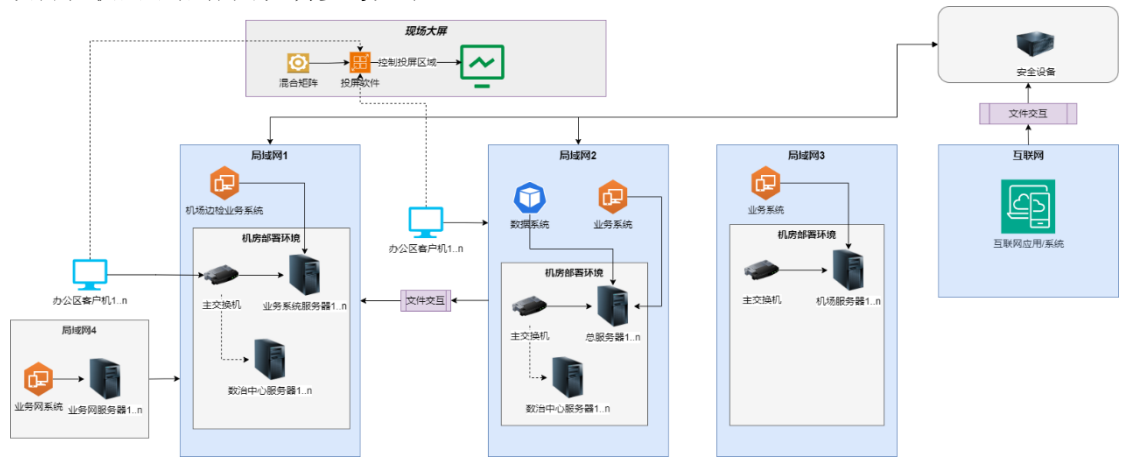 现场大屏
混合矩阵
投屏软件
控制投屏区域
安全设备
文件交互
局域网1
机场边检业务系统
机房部署环境
主交换机
业务系统服务器1..n
数治中心服务器1..n
办公区客户机1..n
局域网4
业务网系统
业务网服务器1..n
文件交互
办公区客户机1..n
局域网2
数据系统
业务系统
机房部署环境
主交换机
总服务器1..n
数治中心服务器1..n
局域网3
业务系统
机房部署环境
主交换机
机场服务器1..n
互联网
互联网应用/系统